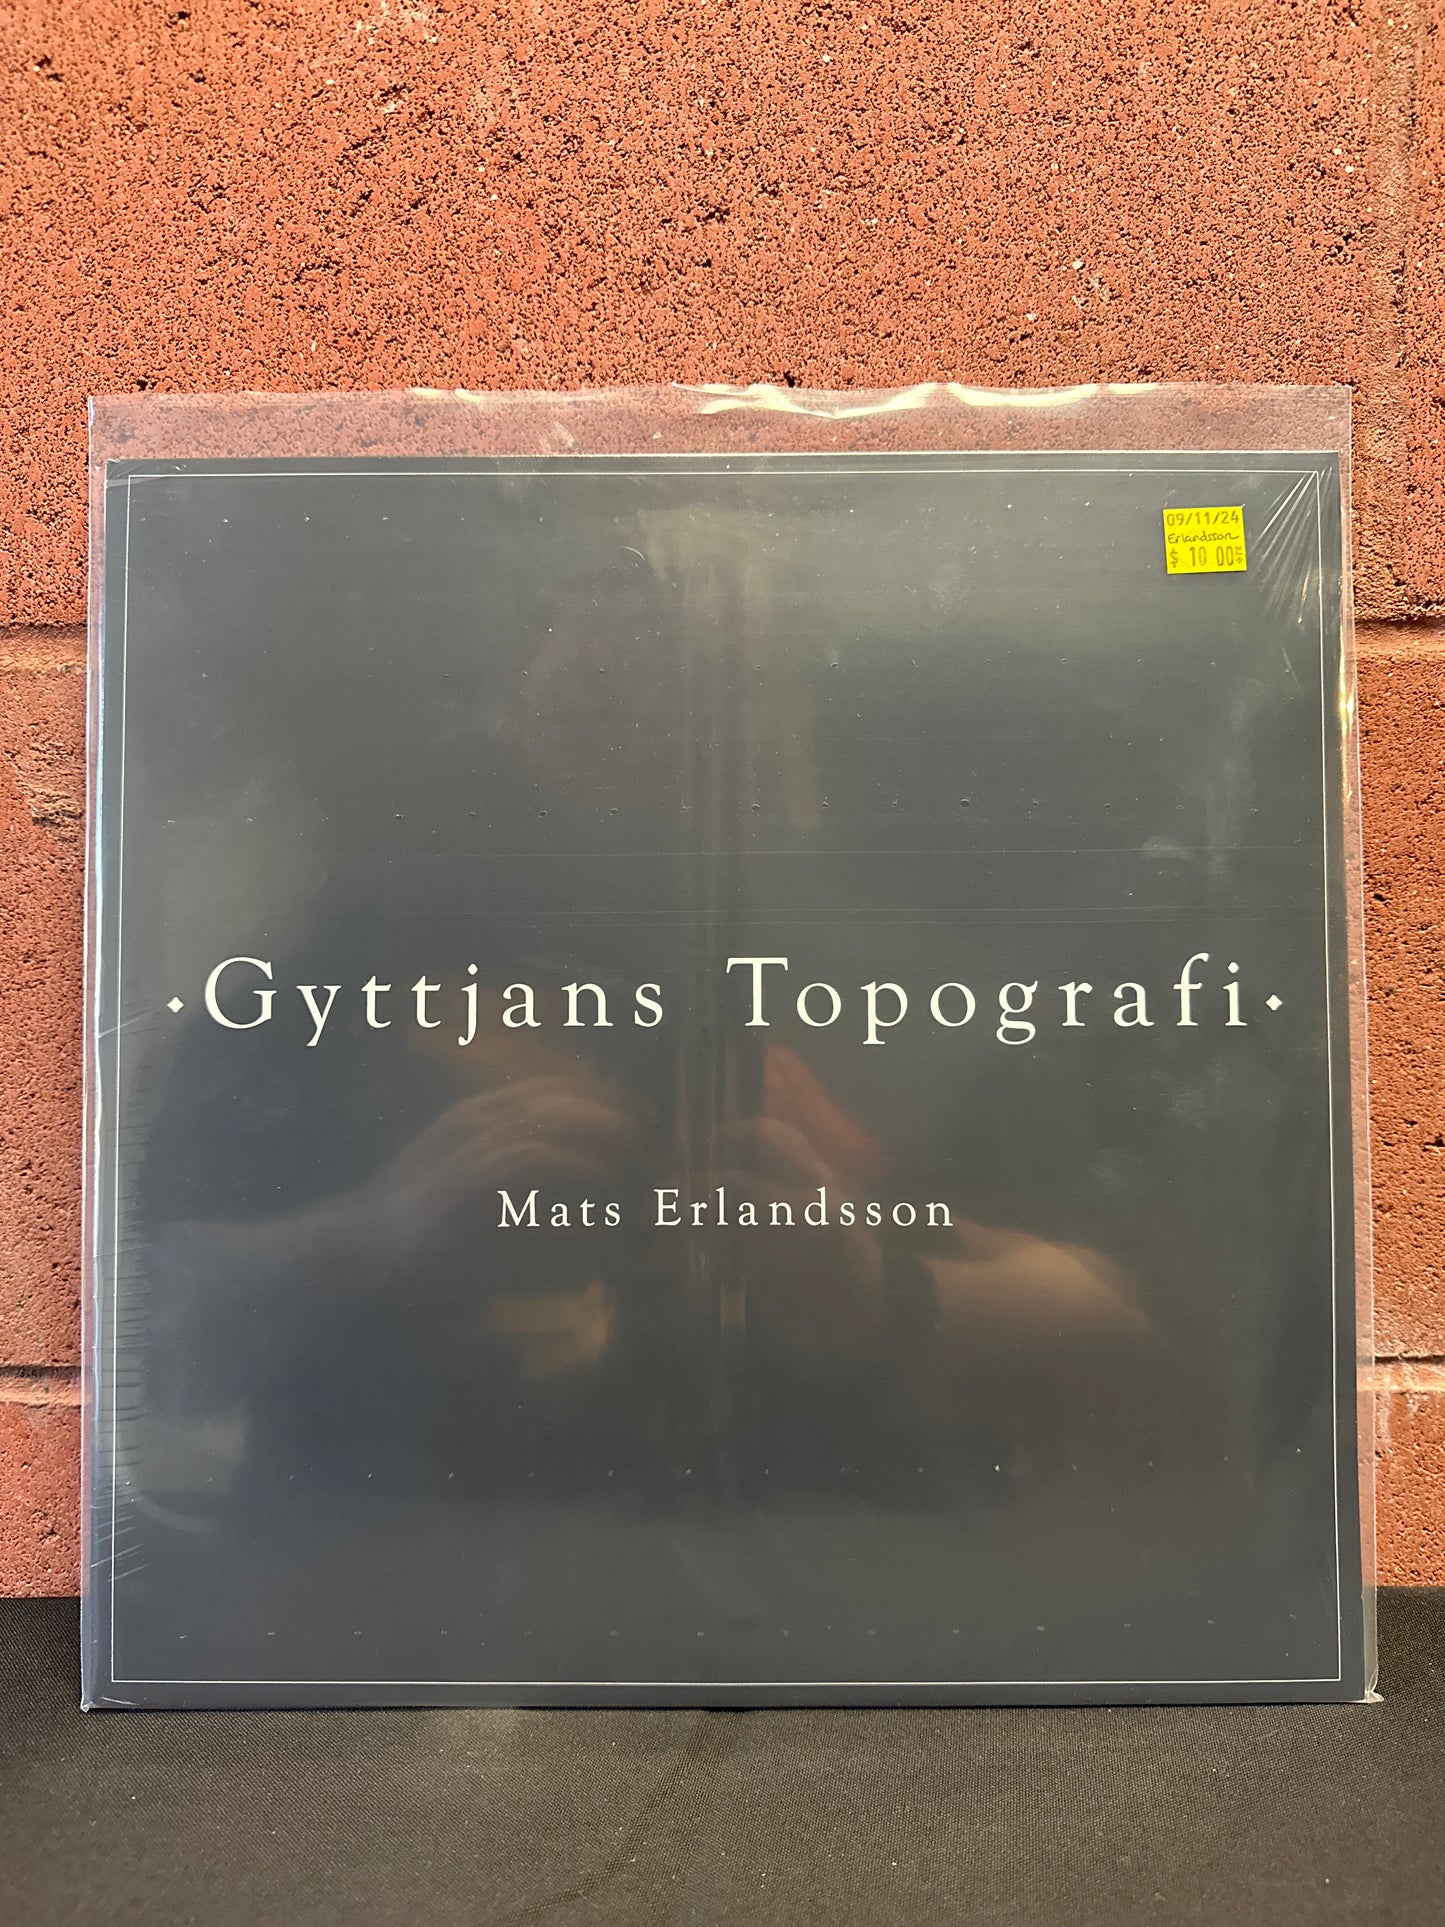 09/11/24
Erlandsson
$ 10.00
·Gyttjans Topografi·
Mats Erlandsson